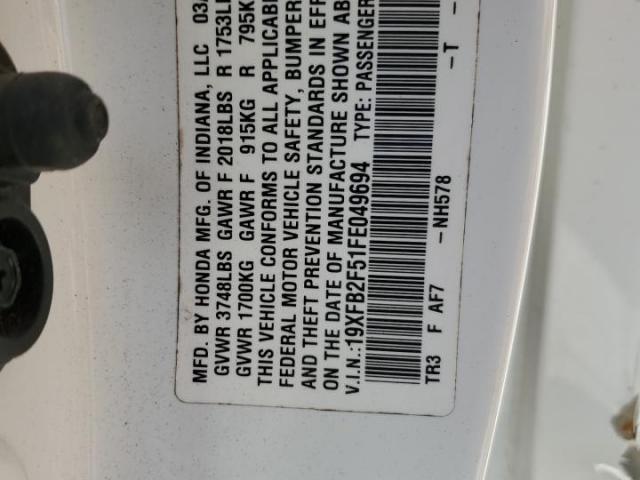 MFD. BY HONDA MFG. OF INDIANA, LLC 03
GVWR 3748LBS GAWR F 2018LBS R 1753LB
GVWR 1700KG GAWR F 915KG R 795K
THIS VEHICLE CONFORMS TO ALL APPLICABL
FEDERAL MOTOR VEHICLE SAFETY, BUMPER
AND THEFT PREVENTION STANDARDS IN EFF
ON THE DATE OF MANUFACTURE SHOWN AB
V.I.N.:19XFB2F51FE049694 TYPE: PASSENGER
TR3 F AF7 -NH578 -T -